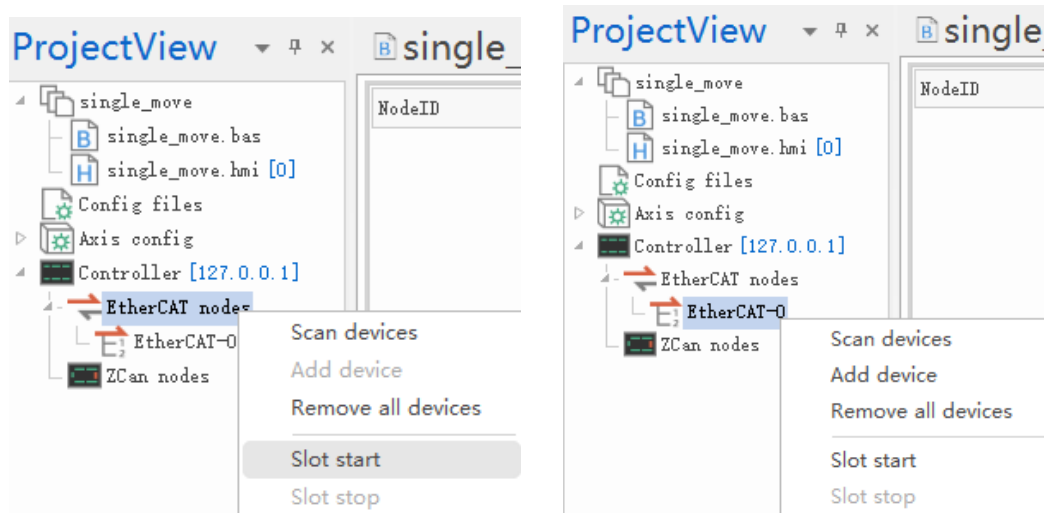 ProjectView
single_
single_move
NodeID
single_move.bas
single_move.hmi [0]
Config files
Axis config
Controller [127.0.0.1]
EtherCAT nodes
EtherCAT-0
ZCan nodes
Scan devices
Add device
Remove all devices
Slot start
Slot stop
ProjectView
single_
single_move
NodeID
single_move.bas
single_move.hmi [0]
Config files
Axis config
Controller [127.0.0.1]
EtherCAT nodes
EtherCAT-0
ZCan nodes
Scan devices
Add device
Remove all devices
Slot start
Slot stop